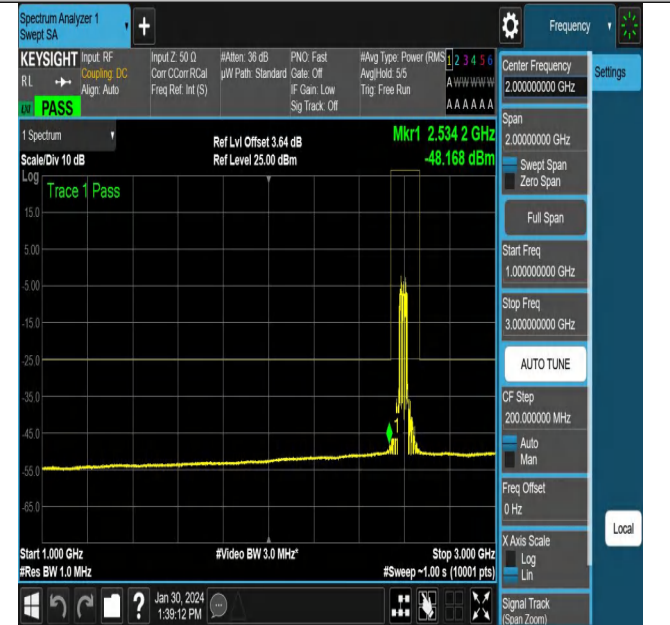 Spectrum Analyzer 1
Swept SA
Frequency
KEYSIGHT
RL
LXI PASS
Input: RF
Coupling: DC
Align: Auto
Input Z: 50 Ω
Corr CCorr RCal
Freq Ref: Int (S)
#Atten: 36 dB
µW Path: Standard
PNO: Fast
Gate: Off
IF Gain: Low
Sig Track: Off
#Avg Type: Power (RMS
Avg|Hold: 5/5
Trig: Free Run
1 2 3 4 5 6
A W W W W W
A A A A A A
1 Spectrum
Scale/Div 10 dB
Ref Lvl Offset 3.64 dB
Ref Level 25.00 dBm
Mkr1 2.534 2 GHz
-48.168 dBm
Log
Trace 1 Pass
15.0
5.00
-5.00
-15.0
-25.0
-35.0
-45.0
-55.0
-65.0
1
Start 1.000 GHz
#Res BW 1.0 MHz
#Video BW 3.0 MHz*
Stop 3.000 GHz
#Sweep ~1.00 s (10001 pts)
Center Frequency
2.000000000 GHz
Settings
Span
2.00000000 GHz
Swept Span
Zero Span
Full Span
Start Freq
1.000000000 GHz
Stop Freq
3.000000000 GHz
AUTO TUNE
CF Step
200.000000 MHz
Auto
Man
Freq Offset
0 Hz
X Axis Scale
Log
Lin
Local
Signal Track
(Span Zoom)
?
Jan 30, 2024
1:39:12 PM